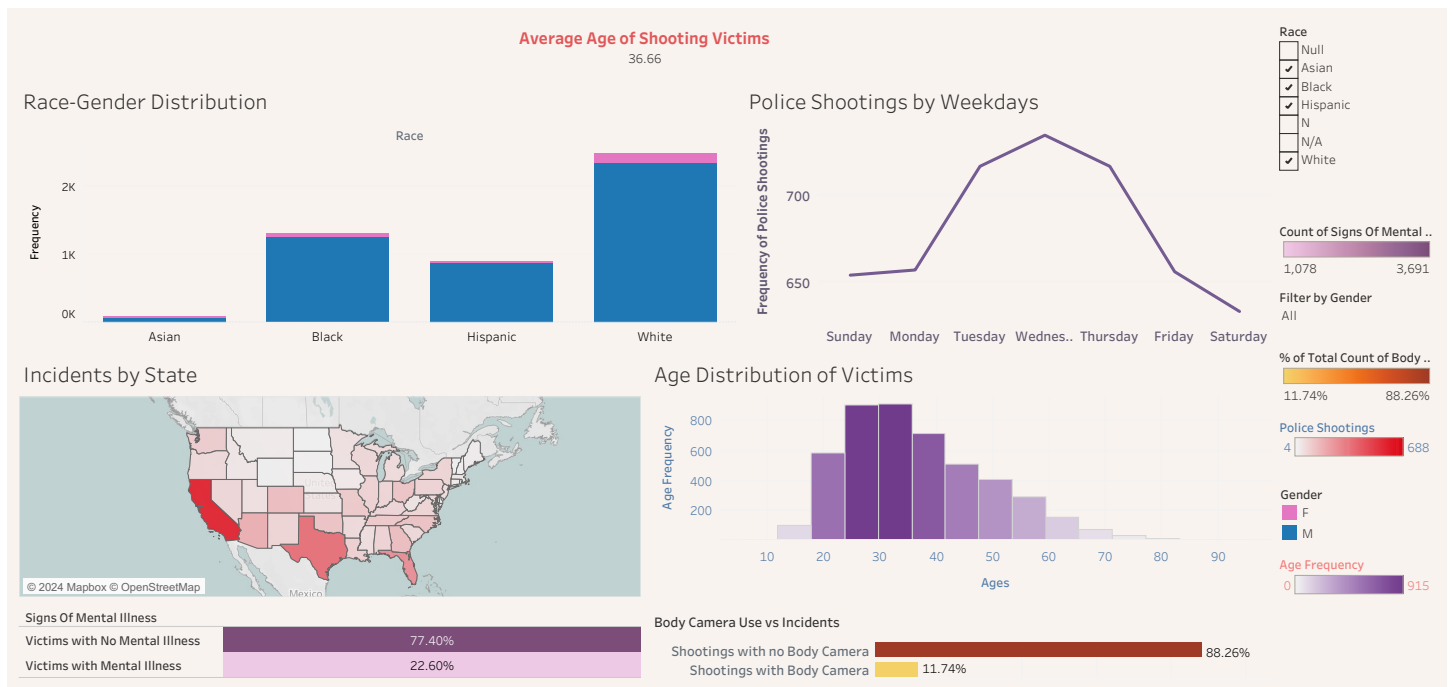 Average Age of Shooting Victims
36.66
Race-Gender Distribution
Race
Frequency
2K
1K
0K
Asian
Black
Hispanic
White
Police Shootings by Weekdays
Frequency of Police Shootings
700
650
Sunday
Monday
Tuesday
Wednes..
Thursday
Friday
Saturday
Race
Null
Asian
Black
Hispanic
N
N/A
White
Count of Signs Of Mental ..
1,078 3,691
Filter by Gender
All
% of Total Count of Body ..
11.74% 88.26%
Police Shootings
4 688
Gender
F
M
Age Frequency
0 915
Incidents by State
United
States
Mexico
© 2024 Mapbox © OpenStreetMap
Age Distribution of Victims
Age Frequency
800
600
400
200
10 20 30 40 50 60 70 80 90
Ages
Signs Of Mental Illness
Victims with No Mental Illness 77.40%
Victims with Mental Illness 22.60%
Body Camera Use vs Incidents
Shootings with no Body Camera 88.26%
Shootings with Body Camera 11.74%